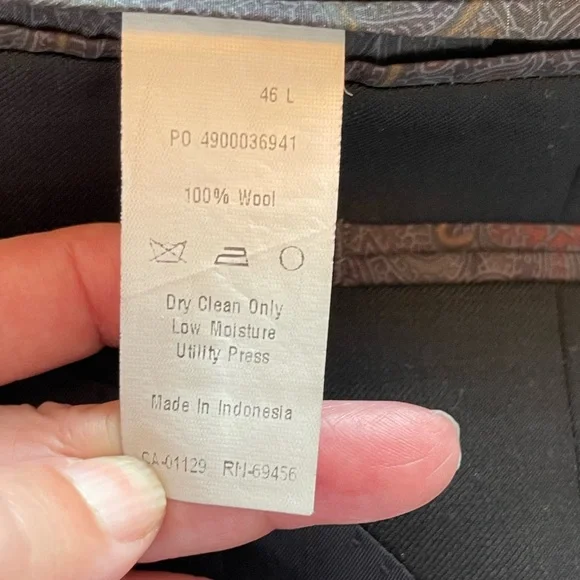 46 L
PO 4900036941
100% Wool
Dry Clean Only
Low Moisture
Utility Press
Made In Indonesia
CA-01129 RN-69456